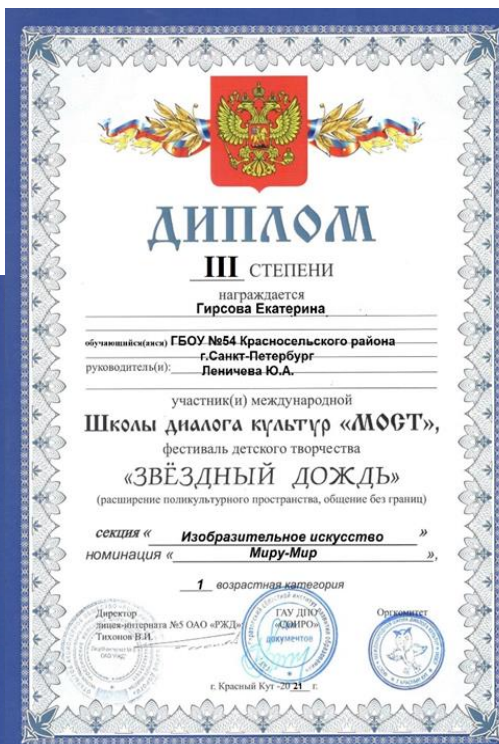 ДИПЛОМ
III СТЕПЕНИ
награждается
Гирсова Екатерина
обучающийся(аяся) ГБОУ №54 Красносельского района
г.Санкт-Петербург
руководитель(и): Леничева Ю.А.
участник(и) международной
Школы диалога культур «МОСТ»,
фестиваль детского творчества
«ЗВЁЗДНЫЙ ДОЖДЬ»
(расширение поликультурного пространства, общение без границ)
секция « Изобразительное искусство »
номинация « Миру-Мир »,
1 возрастная категория
Директор
лицея-интерната №5 ОАО «РЖД»
Тихонов В.И.
ГАУ ДПО
«СОИРО»
документов
Оргкомитет
г. Красный Кут -2021 г.